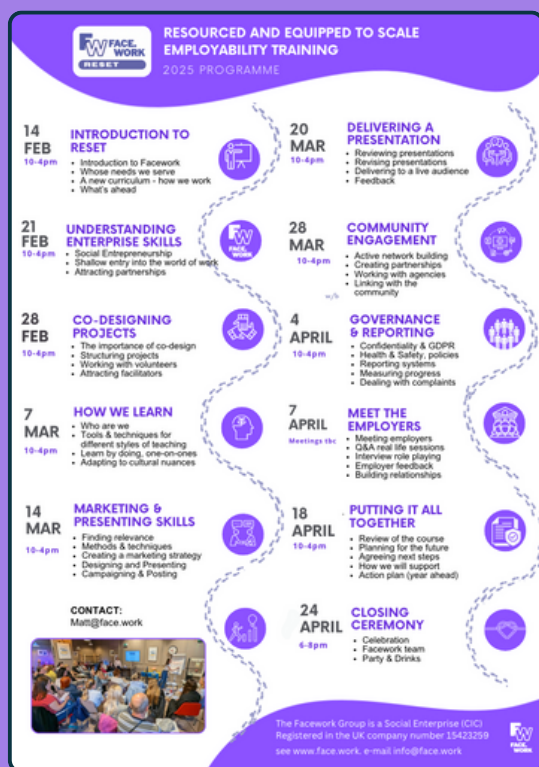 FW FACE.
WORK
RESET
RESOURCED AND EQUIPPED TO SCALE
EMPLOYABILITY TRAINING
2025 PROGRAMME
14
FEB
10-4pm
INTRODUCTION TO
RESET
• Introduction to Facework
• Whose needs we serve
• A new curriculum - how we work
• What's ahead
21
FEB
10-4pm
UNDERSTANDING
ENTERPRISE SKILLS
• Social Entrepreneurship
• Shallow entry into the world of work
• Attracting partnerships
FW
FACE.
WORK
28
FEB
10-4pm
CO-DESIGNING
PROJECTS
• The importance of co-design
• Structuring projects
• Working with volunteers
• Attracting facilitators
7
MAR
10-4pm
HOW WE LEARN
• Who are we
• Tools & techniques for
different styles of teaching
• Learn by doing, one-on-ones
• Adapting to cultural nuances
14
MAR
10-4pm
MARKETING &
PRESENTING SKILLS
• Finding relevance
• Methods & techniques
• Creating a marketing strategy
• Designing and Presenting
• Campaigning & Posting
CONTACT:
Matt@face.work
20
MAR
10-4pm
DELIVERING A
PRESENTATION
• Reviewing presentations
• Revising presentations
• Delivering to a live audience
• Feedback
28
MAR
10-4pm
w/b
COMMUNITY
ENGAGEMENT
• Active network building
• Creating partnerships
• Working with agencies
• Linking with the
community
4
APRIL
10-4pm
GOVERNANCE
& REPORTING
• Confidentiality & GDPR
• Health & Safety, policies
• Reporting systems
• Measuring progress
• Dealing with complaints
7
APRIL
Meetings tbc
MEET THE
EMPLOYERS
• Meeting employers
• Q&A real life sessions
• Interview role playing
• Employer feedback
• Building relationships
18
APRIL
10-4pm
PUTTING IT ALL
TOGETHER
• Review of the course
• Planning for the future
• Agreeing next steps
• How we will support
• Action plan (year ahead)
24
APRIL
6-8pm
CLOSING
CEREMONY
• Celebration
• Facework team
• Party & Drinks
The Facework Group is a Social Enterprise (CIC)
Registered in the UK company number 15423259
see www.face.work. e-mail info@face.work
FW
FACE.
WORK